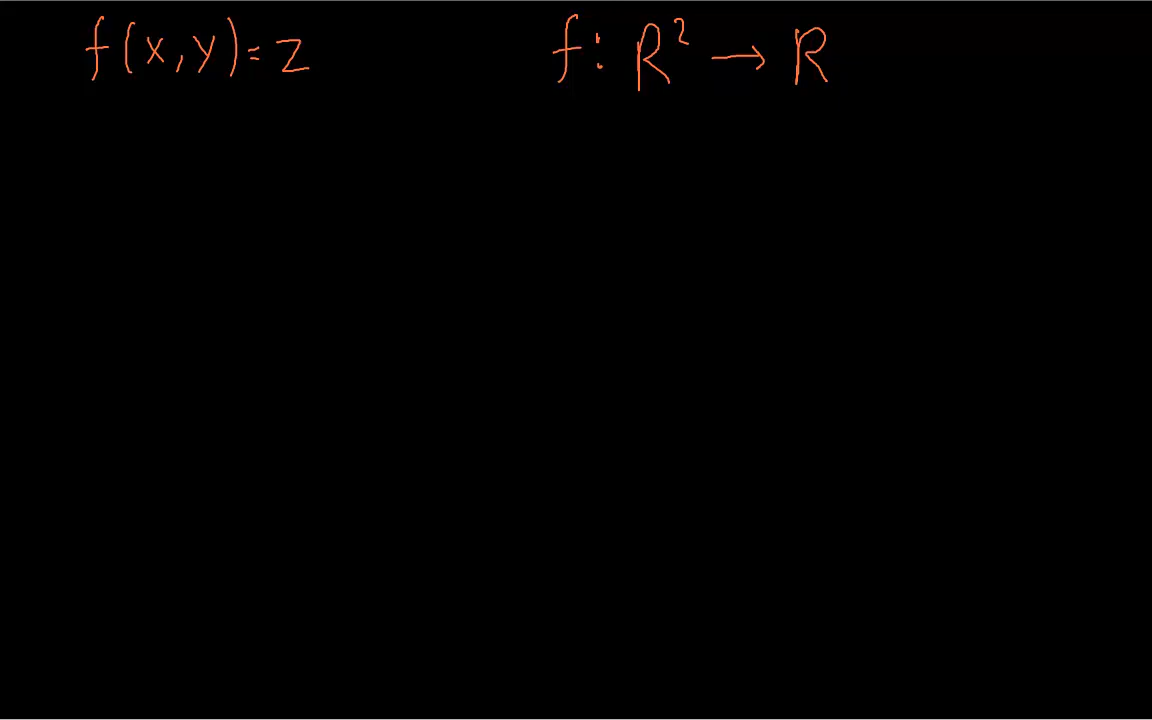 f(x,y)=z f: R² → R